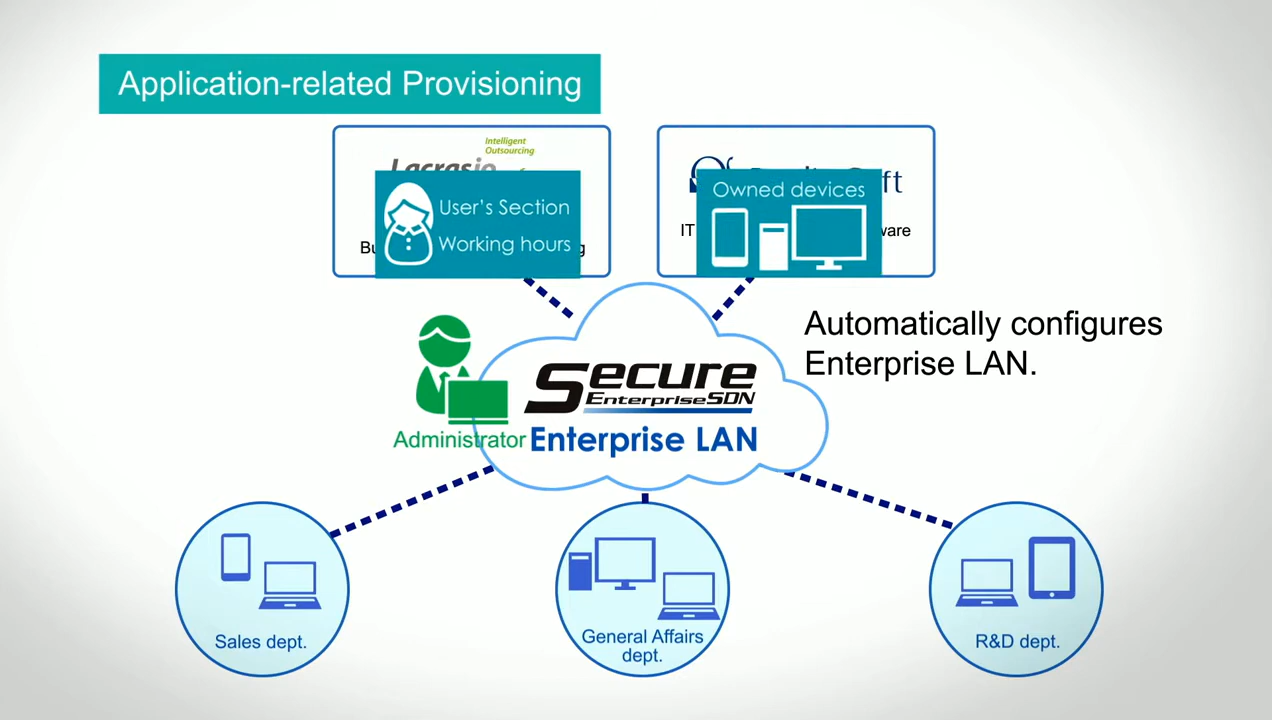 Application-related Provisioning
Intelligent
Outsourcing
User's Section
Working hours
Owned devices
IT
Automatically configures
Enterprise LAN.
Secure
EnterpriseSDN
Enterprise LAN
Administrator
Sales dept.
General Affairs
dept.
R&D dept.